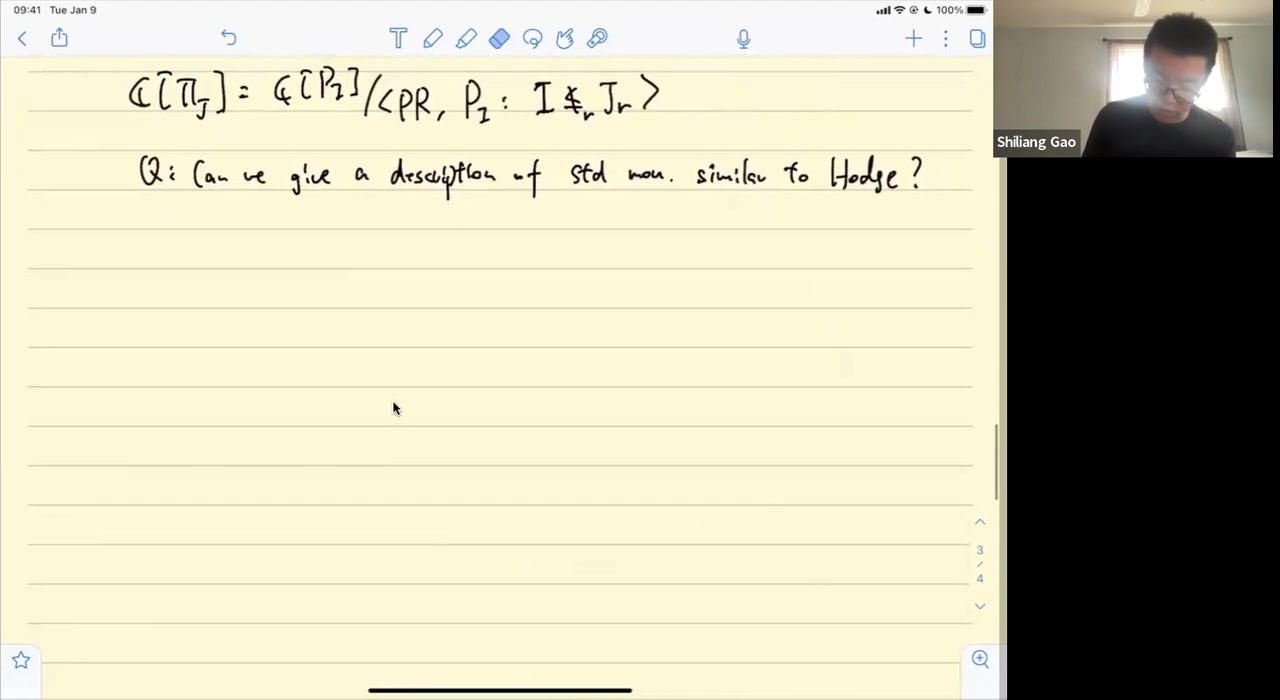 09:41 Tue Jan 9 100%
Shiliang Gao
ℂ[Π_J] = ℂ[P_I]/<PR, P_I : I ≱_r J_r>
Q: Can we give a description of std mon. similar to Hodge?
3
/
4